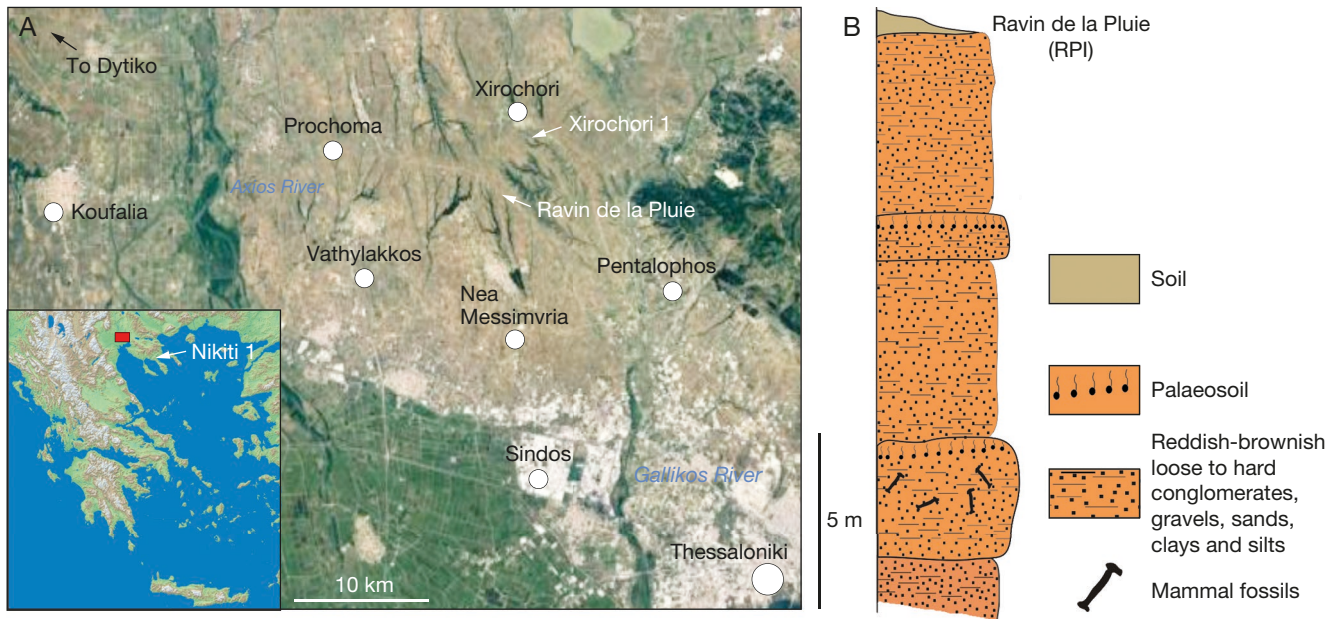 A
To Dytiko
Xirochori
Xirochori 1
Prochoma
Axios River
Koufalia
Ravin de la Pluie
Vathylakkos
Pentalophos
Nea
Messimvria
Nikiti 1
Sindos
Gallikos River
Thessaloniki
10 km
B
Ravin de la Pluie
(RPI)
5 m
Soil
Palaeosoil
Reddish-brownish
loose to hard
conglomerates,
gravels, sands,
clays and silts
Mammal fossils